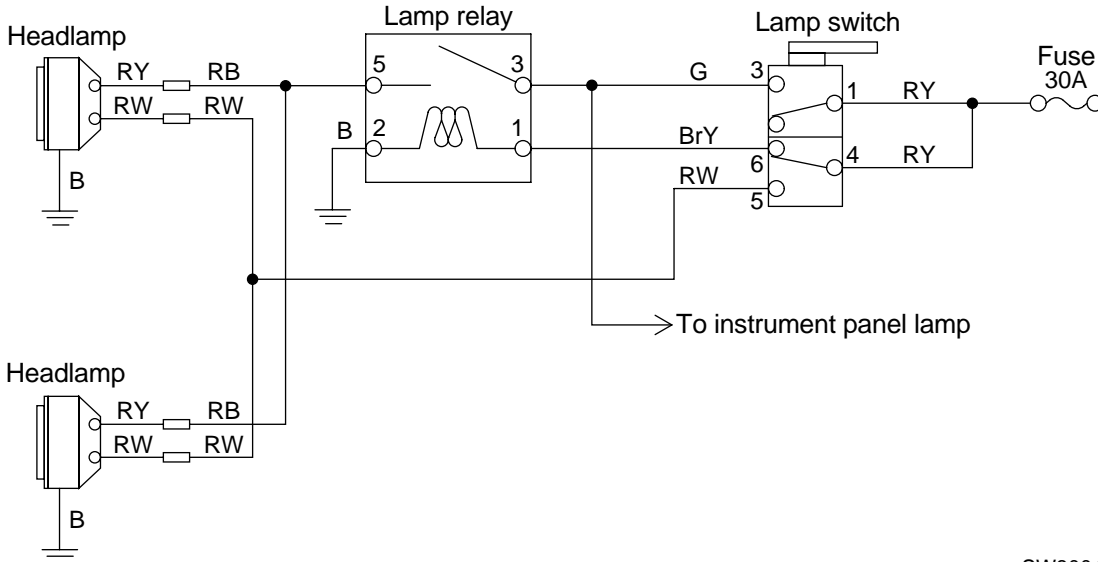 Lamp relay
Lamp switch
Headlamp
Fuse
30A
RY RB
5 3 G 3 1 RY
RW RW
B 2 1 BrY 6 4 RY
RW 5
B
To instrument panel lamp
Headlamp
RY RB
RW RW
B